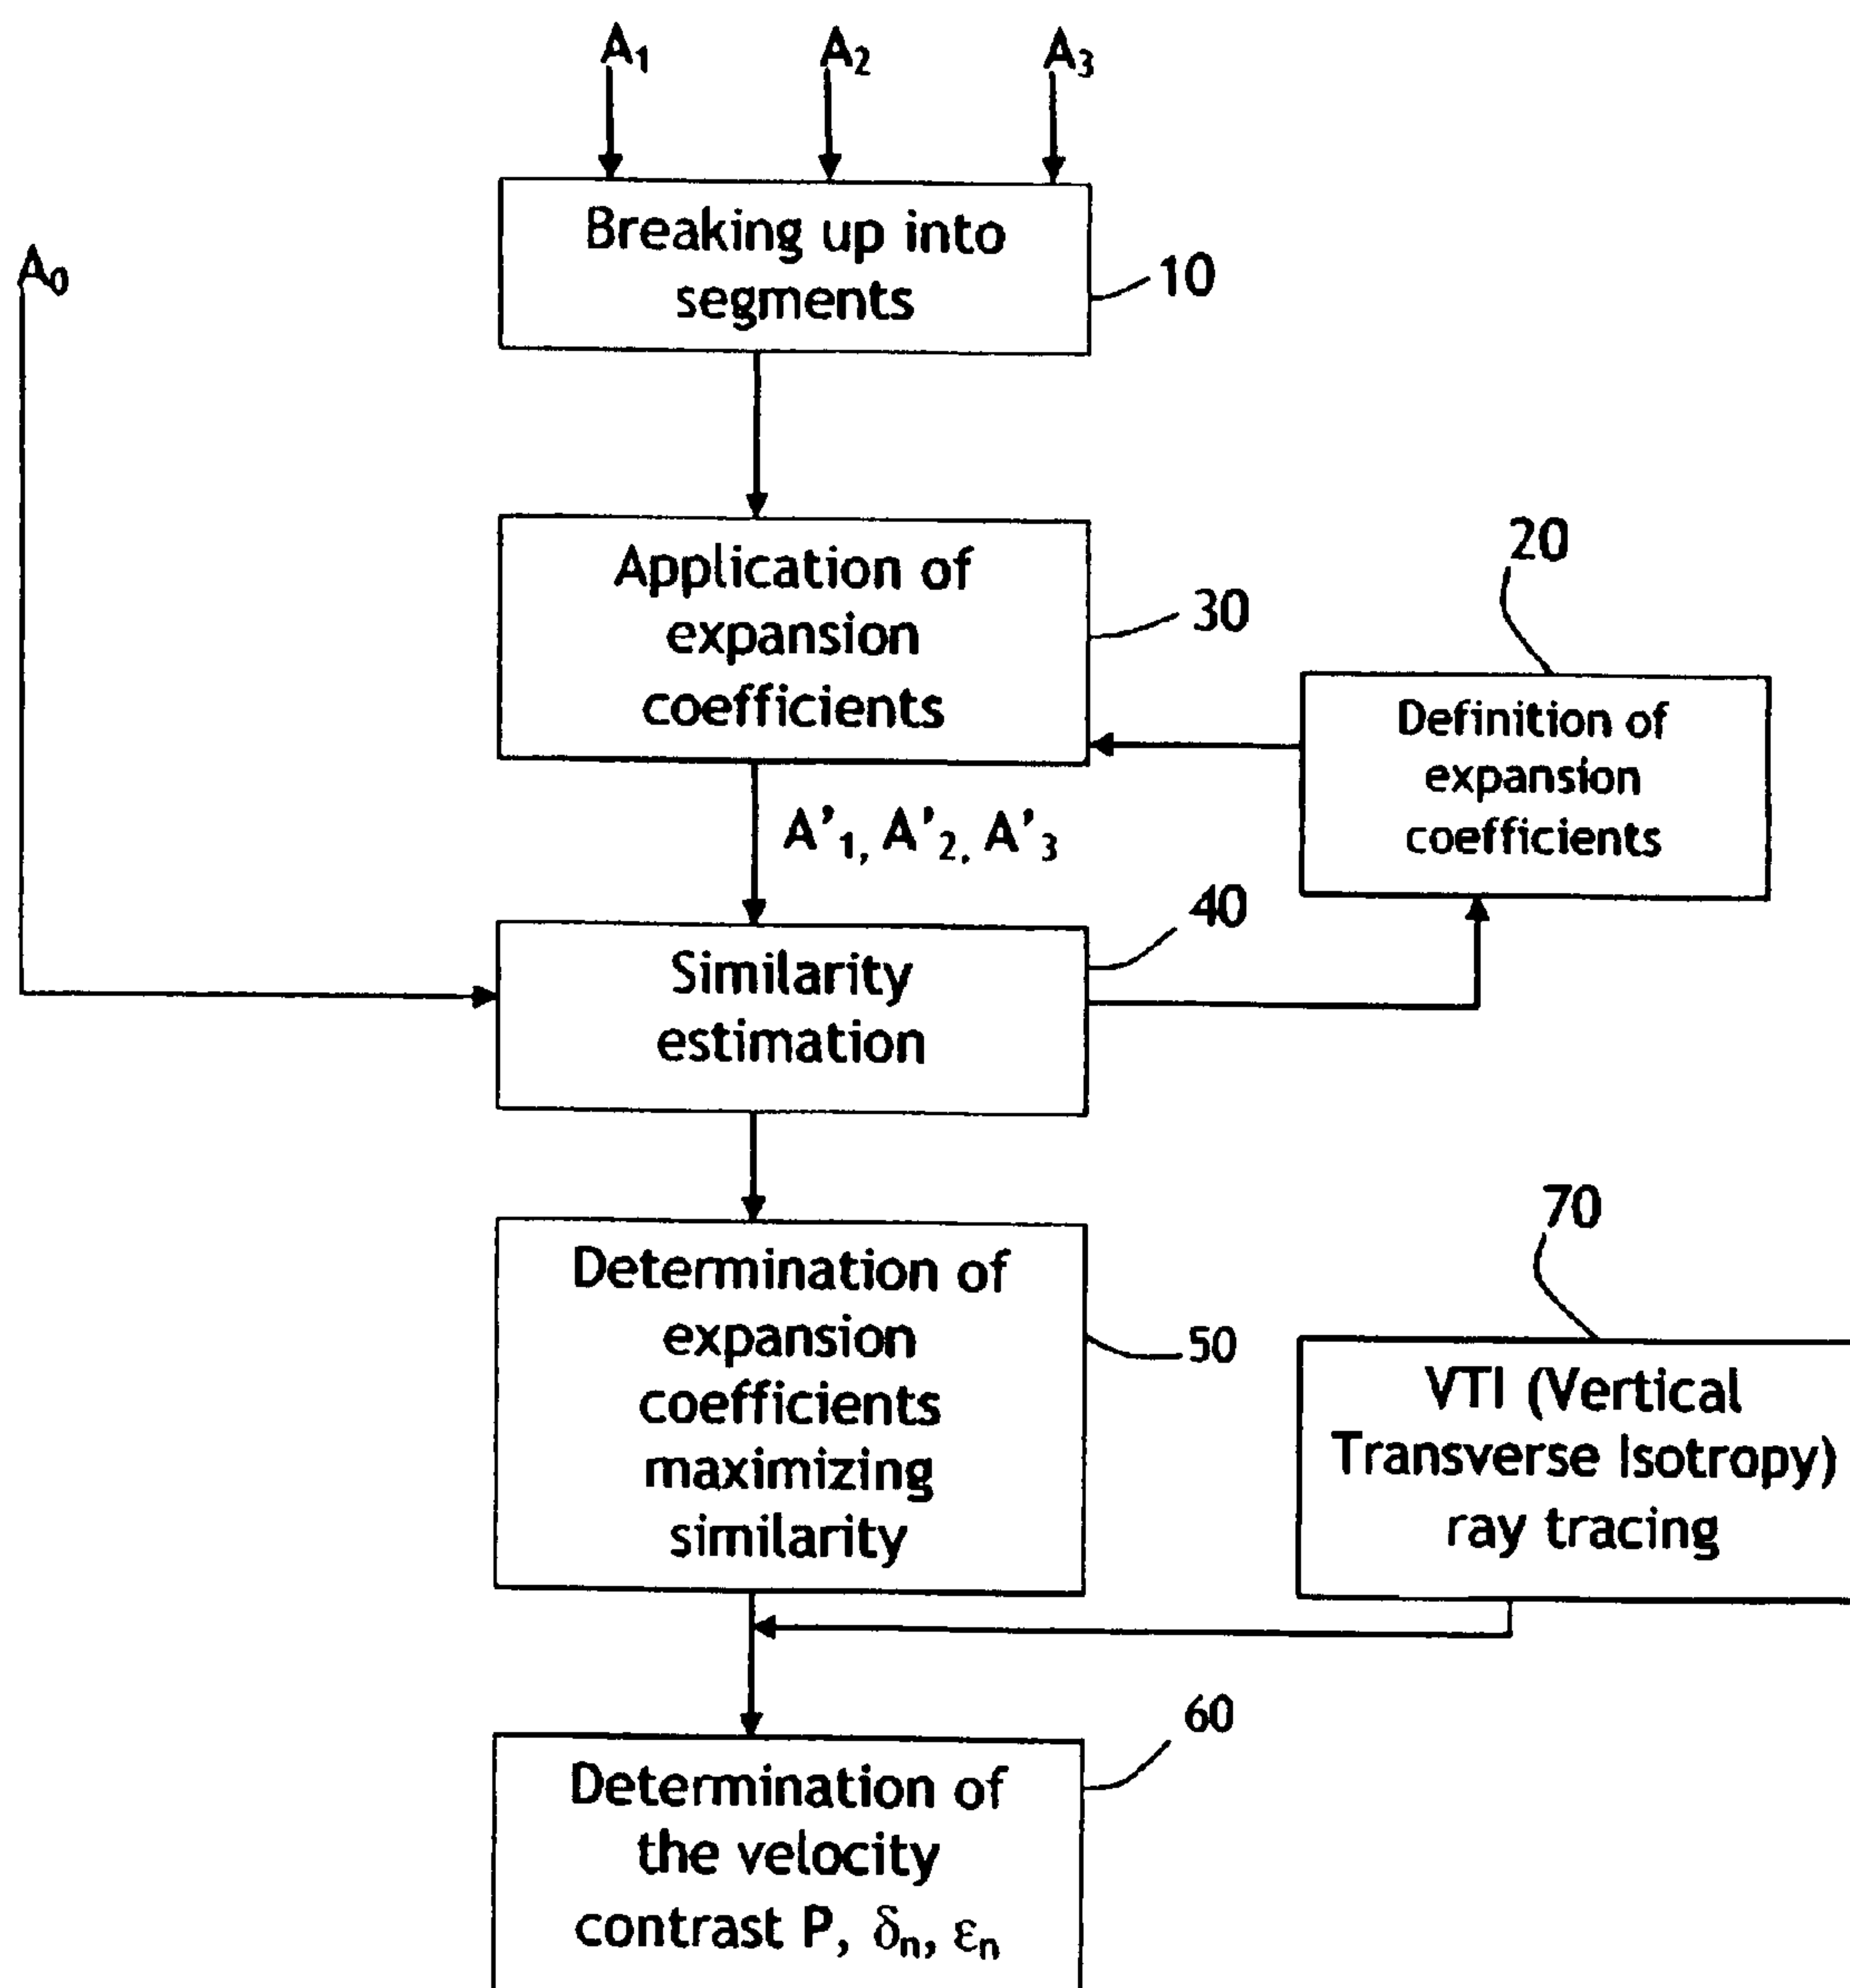 A₁ A₂ A₃
A₀
Breaking up into
segments
10
Application of
expansion
coefficients
30
20
Definition of
expansion
coefficients
A'₁, A'₂, A'₃
40
Similarity
estimation
Determination of
expansion
coefficients
maximizing
similarity
50
70
VTI (Vertical
Transverse Isotropy)
ray tracing
60
Determination of
the velocity
contrast P, δₙ, εₙ